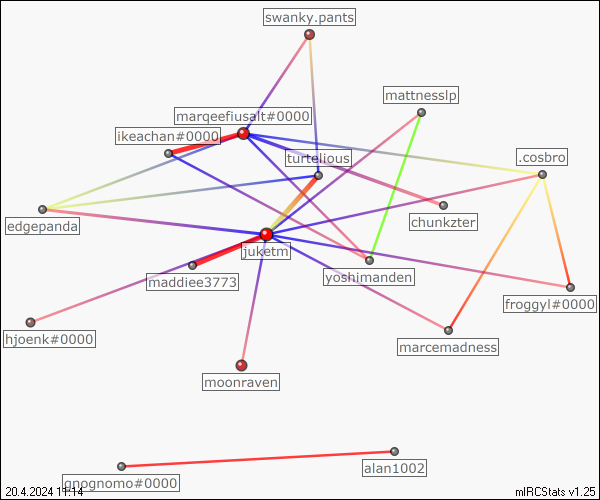 swanky.pants
mattnesslp
marqeefiusalt#0000
ikeachan#0000
turtelious
.cosbro
edgepanda
chunkzter
juketm
maddiee3773
yoshimanden
froggyl#0000
hjoenk#0000
marcemadness
moonraven
alan1002
gnognomo#0000
20.4.2024 11:14
mIRCStats v1.25